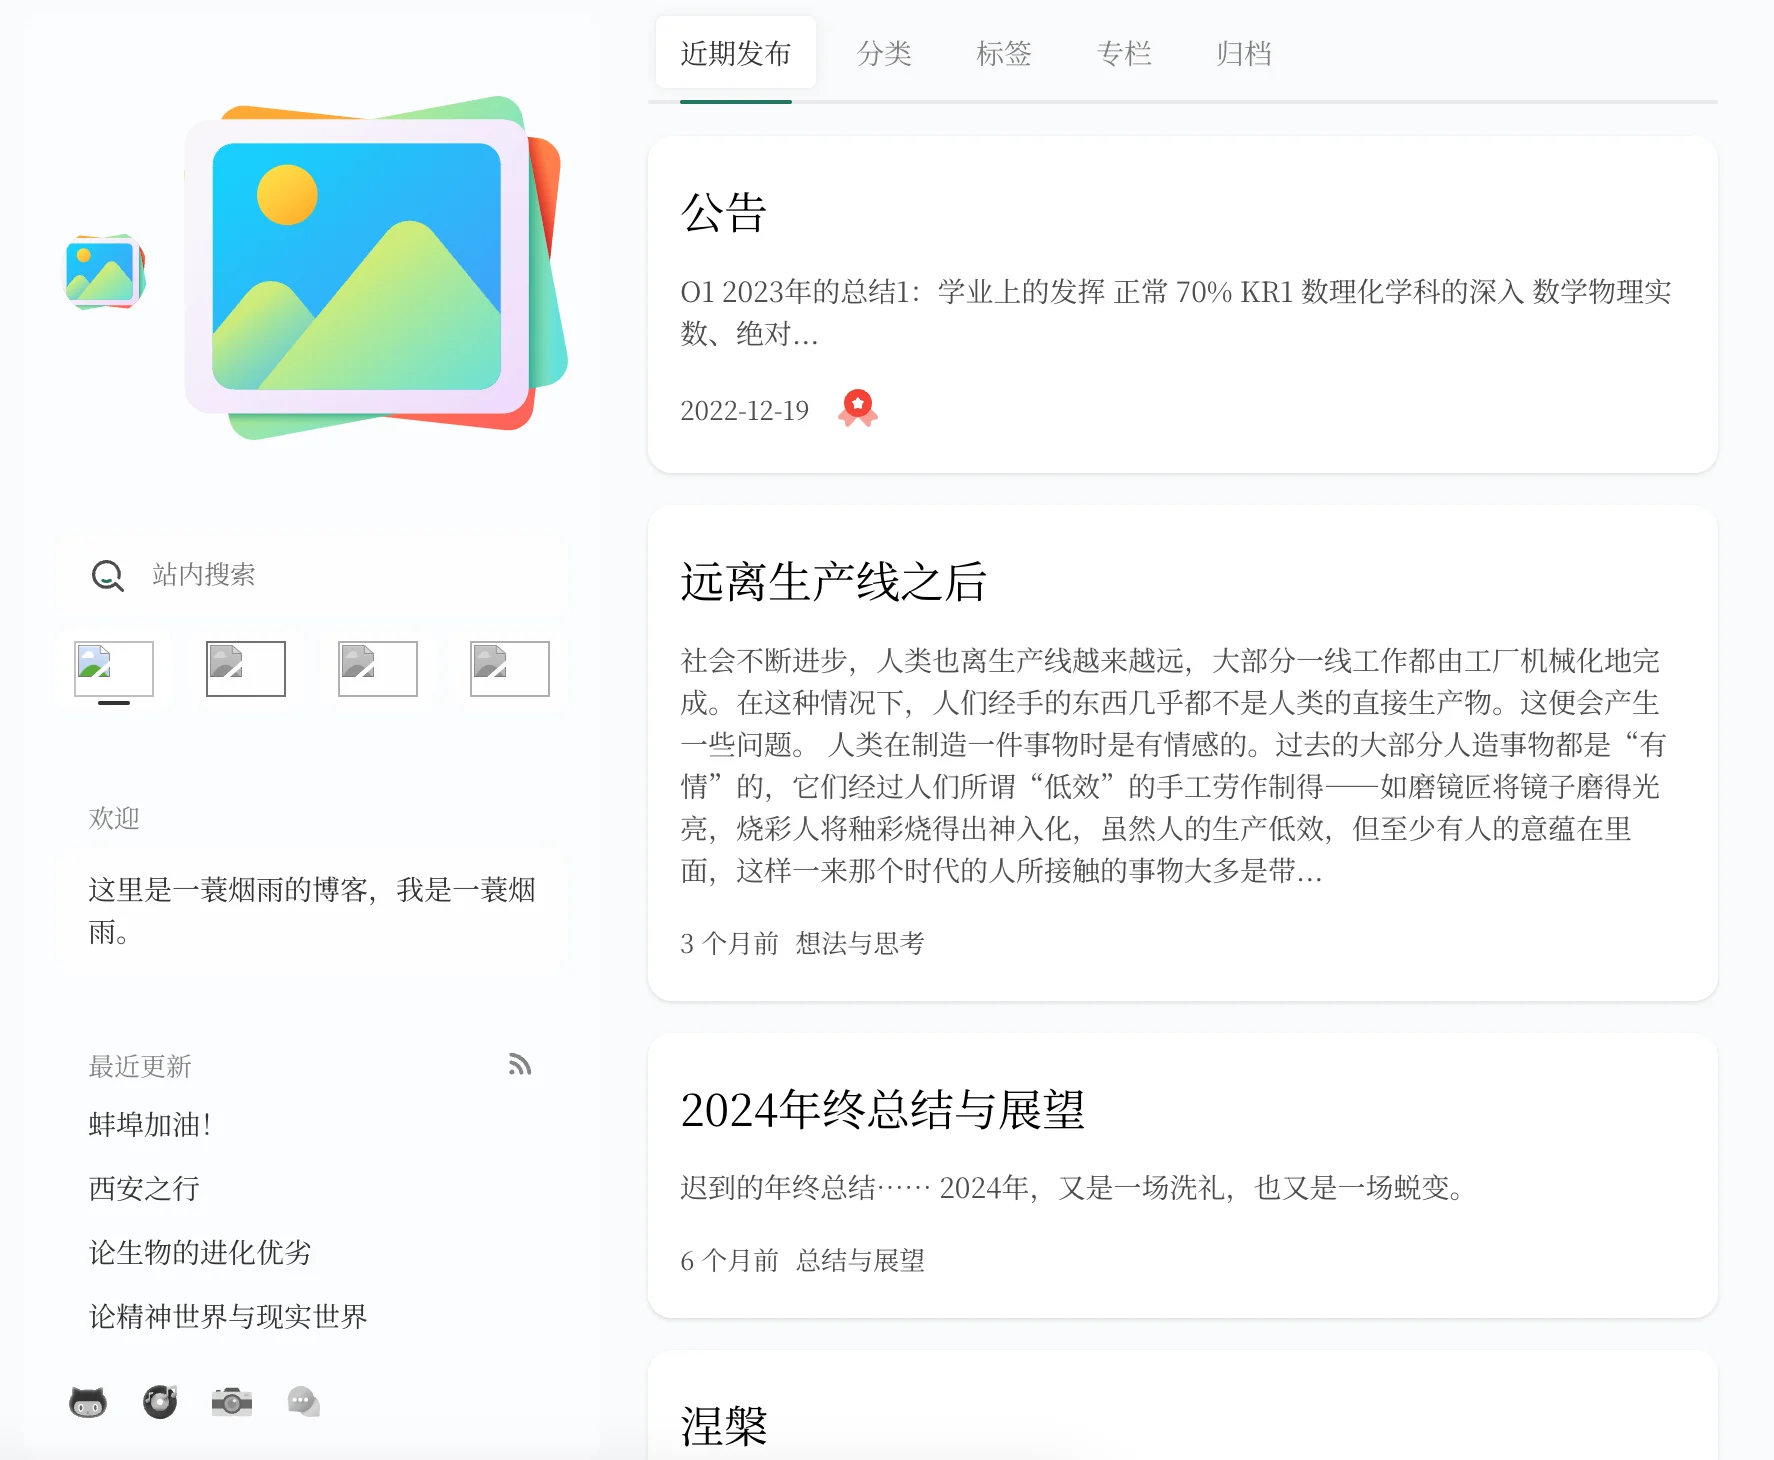 站内搜索
欢迎
这里是一蓑烟雨的博客，我是一蓑烟
雨。
最近更新
蚌埠加油！
西安之行
论生物的进化优劣
论精神世界与现实世界
近期发布
分类
标签
专栏
归档
公告
O1 2023年的总结1：学业上的发挥 正常 70% KR1 数理化学科的深入 数学物理实
数、绝对...
2022-12-19
远离生产线之后
社会不断进步，人类也离生产线越来越远，大部分一线工作都由工厂机械化地完
成。在这种情况下，人们经手的东西几乎都不是人类的直接生产物。这便会产生
一些问题。 人类在制造一件事物时是有情感的。过去的大部分人造事物都是“有
情”的，它们经过人们所谓“低效”的手工劳作制得——如磨镜匠将镜子磨得光
亮，烧彩人将釉彩烧得出神入化，虽然人的生产低效，但至少有人的意蕴在里
面，这样一来那个时代的人所接触的事物大多是带...
3 个月前 想法与思考
2024年终总结与展望
迟到的年终总结…… 2024年，又是一场洗礼，也又是一场蜕变。
6 个月前 总结与展望
涅槃